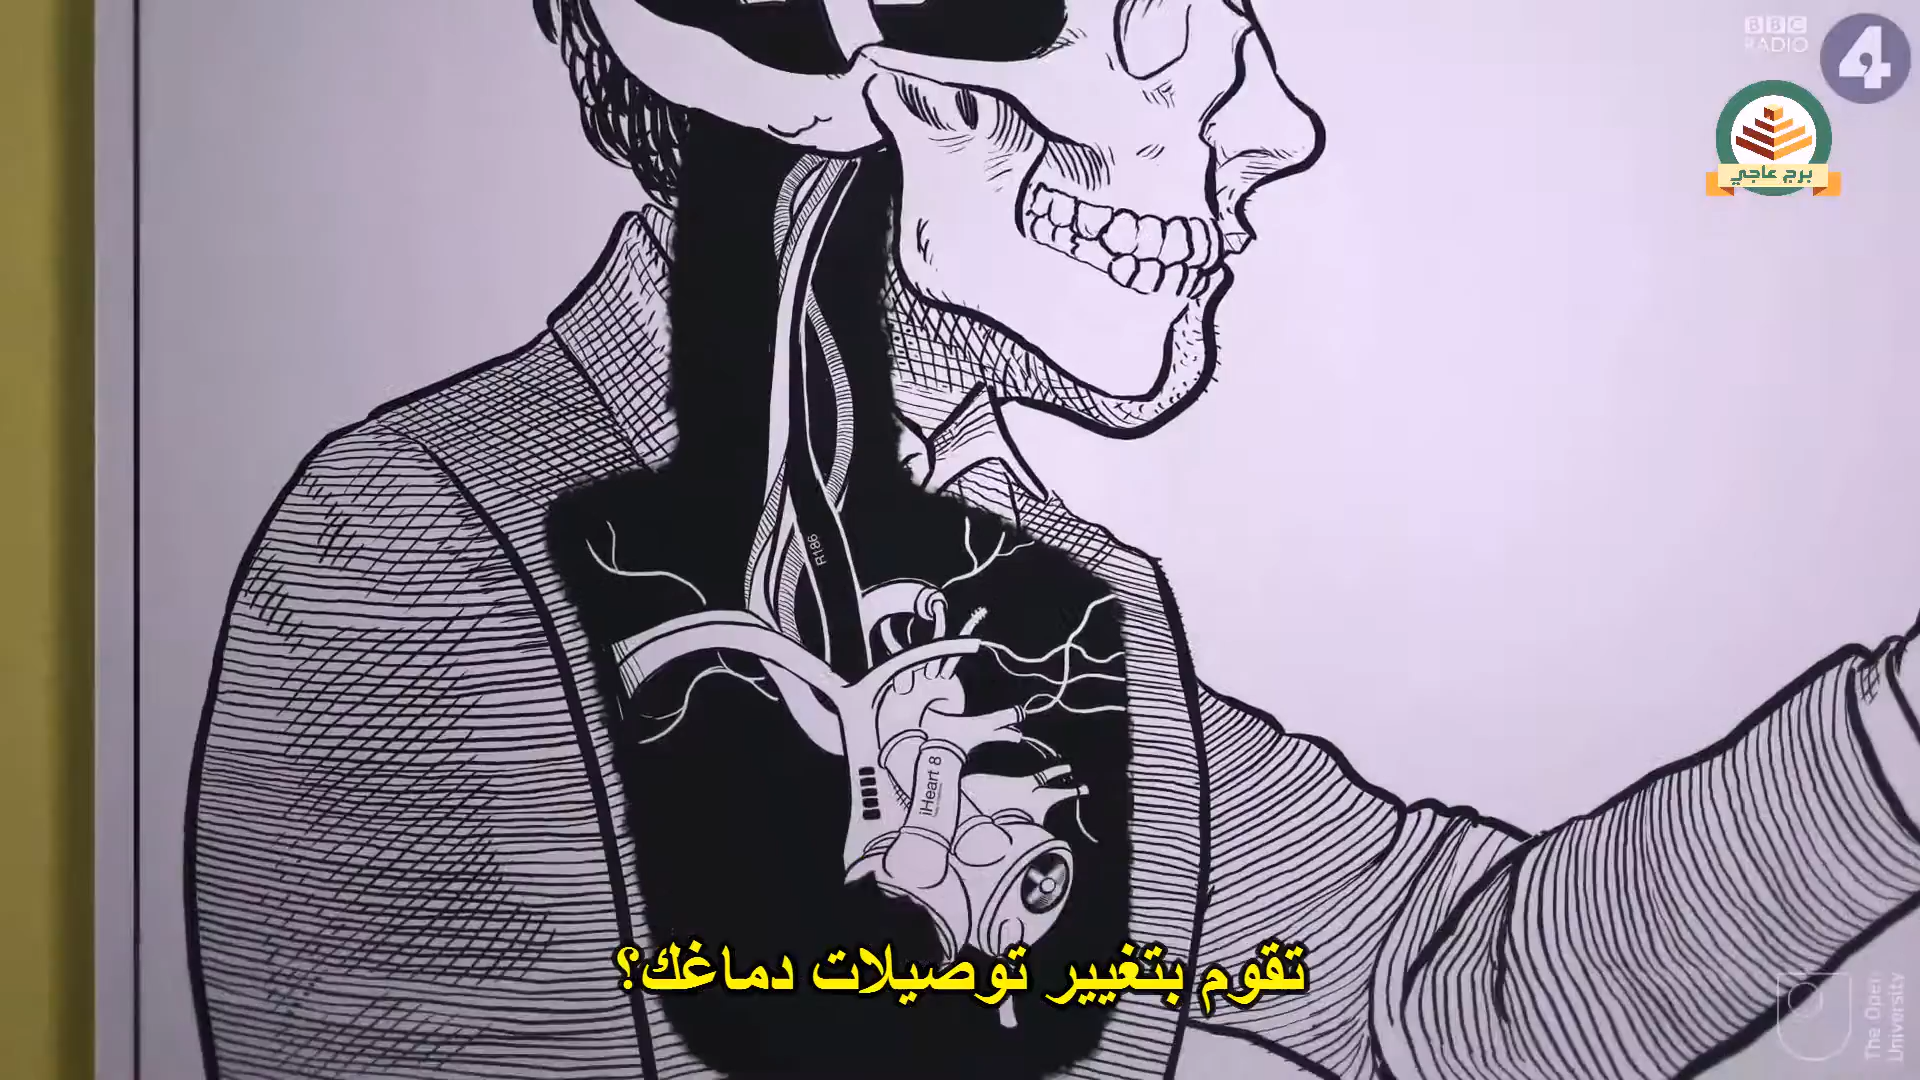 BBC
RADIO
4
برج عاجي
R186
iHeart 8
تقوم بتغيير توصيلات دماغك؟
The Open
University